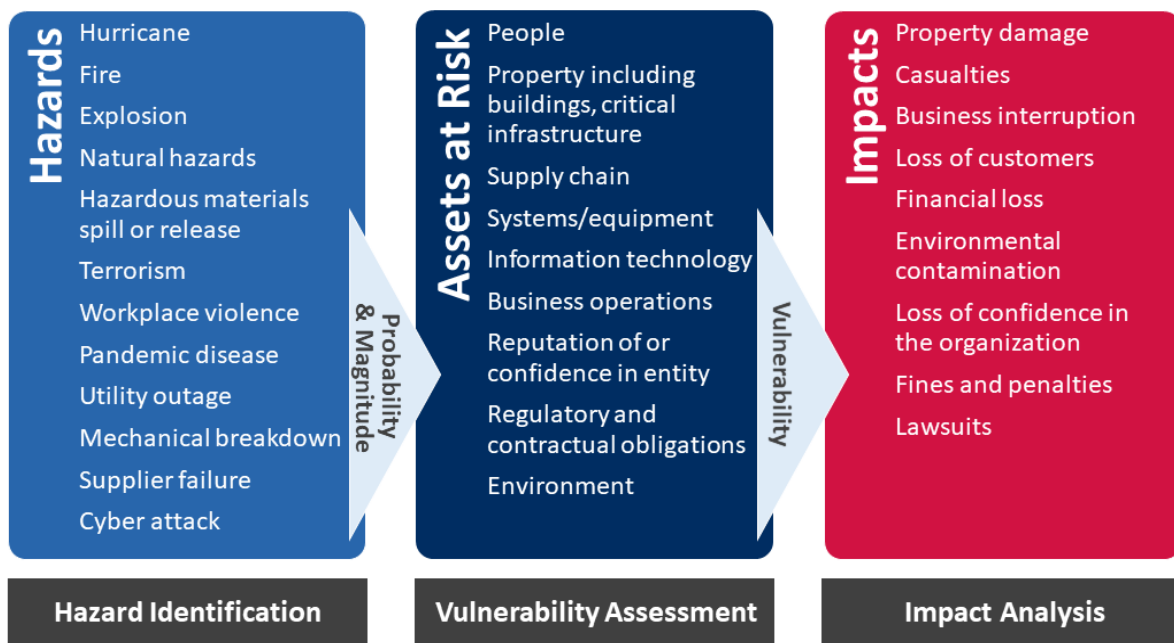 Hazards
Hurricane
Fire
Explosion
Natural hazards
Hazardous materials
spill or release
Terrorism
Workplace violence
Pandemic disease
Utility outage
Mechanical breakdown
Supplier failure
Cyber attack
Probability
& Magnitude
Assets at Risk
People
Property including
buildings, critical
infrastructure
Supply chain
Systems/equipment
Information technology
Business operations
Reputation of or
confidence in entity
Regulatory and
contractual obligations
Environment
Vulnerability
Impacts
Property damage
Casualties
Business interruption
Loss of customers
Financial loss
Environmental
contamination
Loss of confidence in
the organization
Fines and penalties
Lawsuits
Hazard Identification
Vulnerability Assessment
Impact Analysis